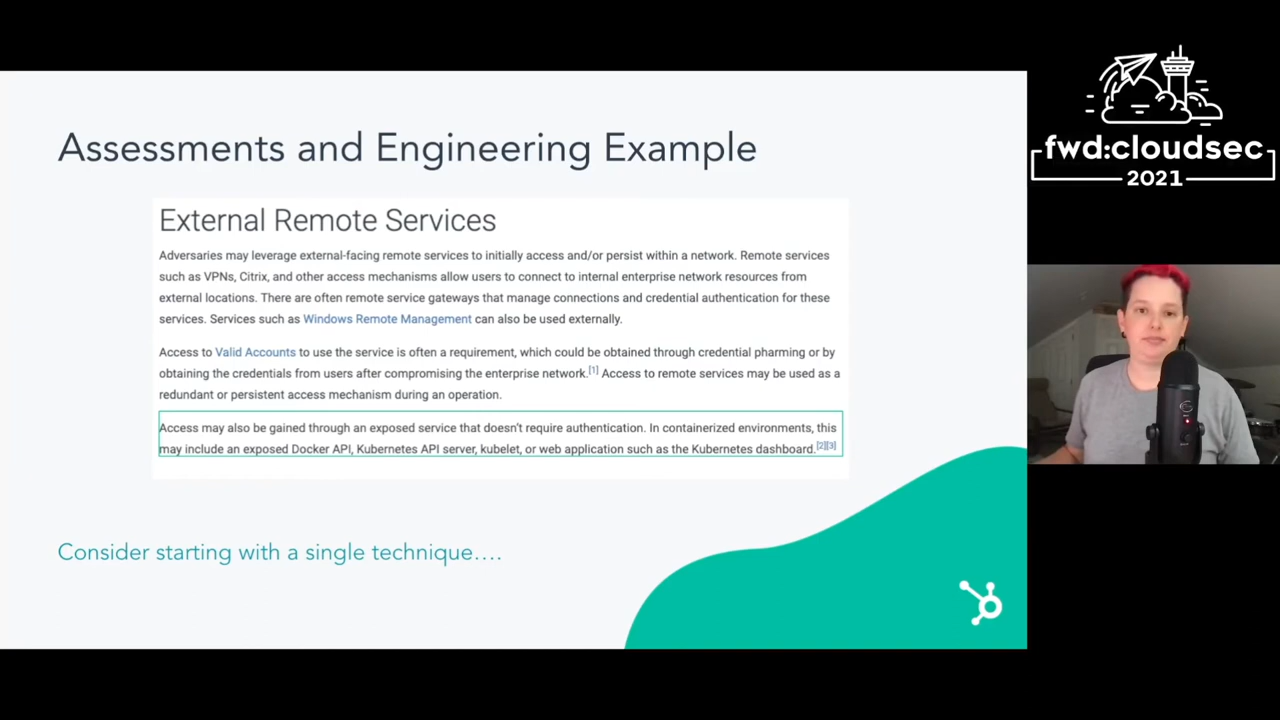 Assessments and Engineering Example
External Remote Services
Adversaries may leverage external-facing remote services to initially access and/or persist within a network. Remote services
such as VPNs, Citrix, and other access mechanisms allow users to connect to internal enterprise network resources from
external locations. There are often remote service gateways that manage connections and credential authentication for these
services. Services such as Windows Remote Management can also be used externally.
Access to Valid Accounts to use the service is often a requirement, which could be obtained through credential pharming or by
obtaining the credentials from users after compromising the enterprise network.[1] Access to remote services may be used as a
redundant or persistent access mechanism during an operation.
Access may also be gained through an exposed service that doesn't require authentication. In containerized environments, this
may include an exposed Docker API, Kubernetes API server, kubelet, or web application such as the Kubernetes dashboard.[2][3]
Consider starting with a single technique....
fwd:cloudsec
2021